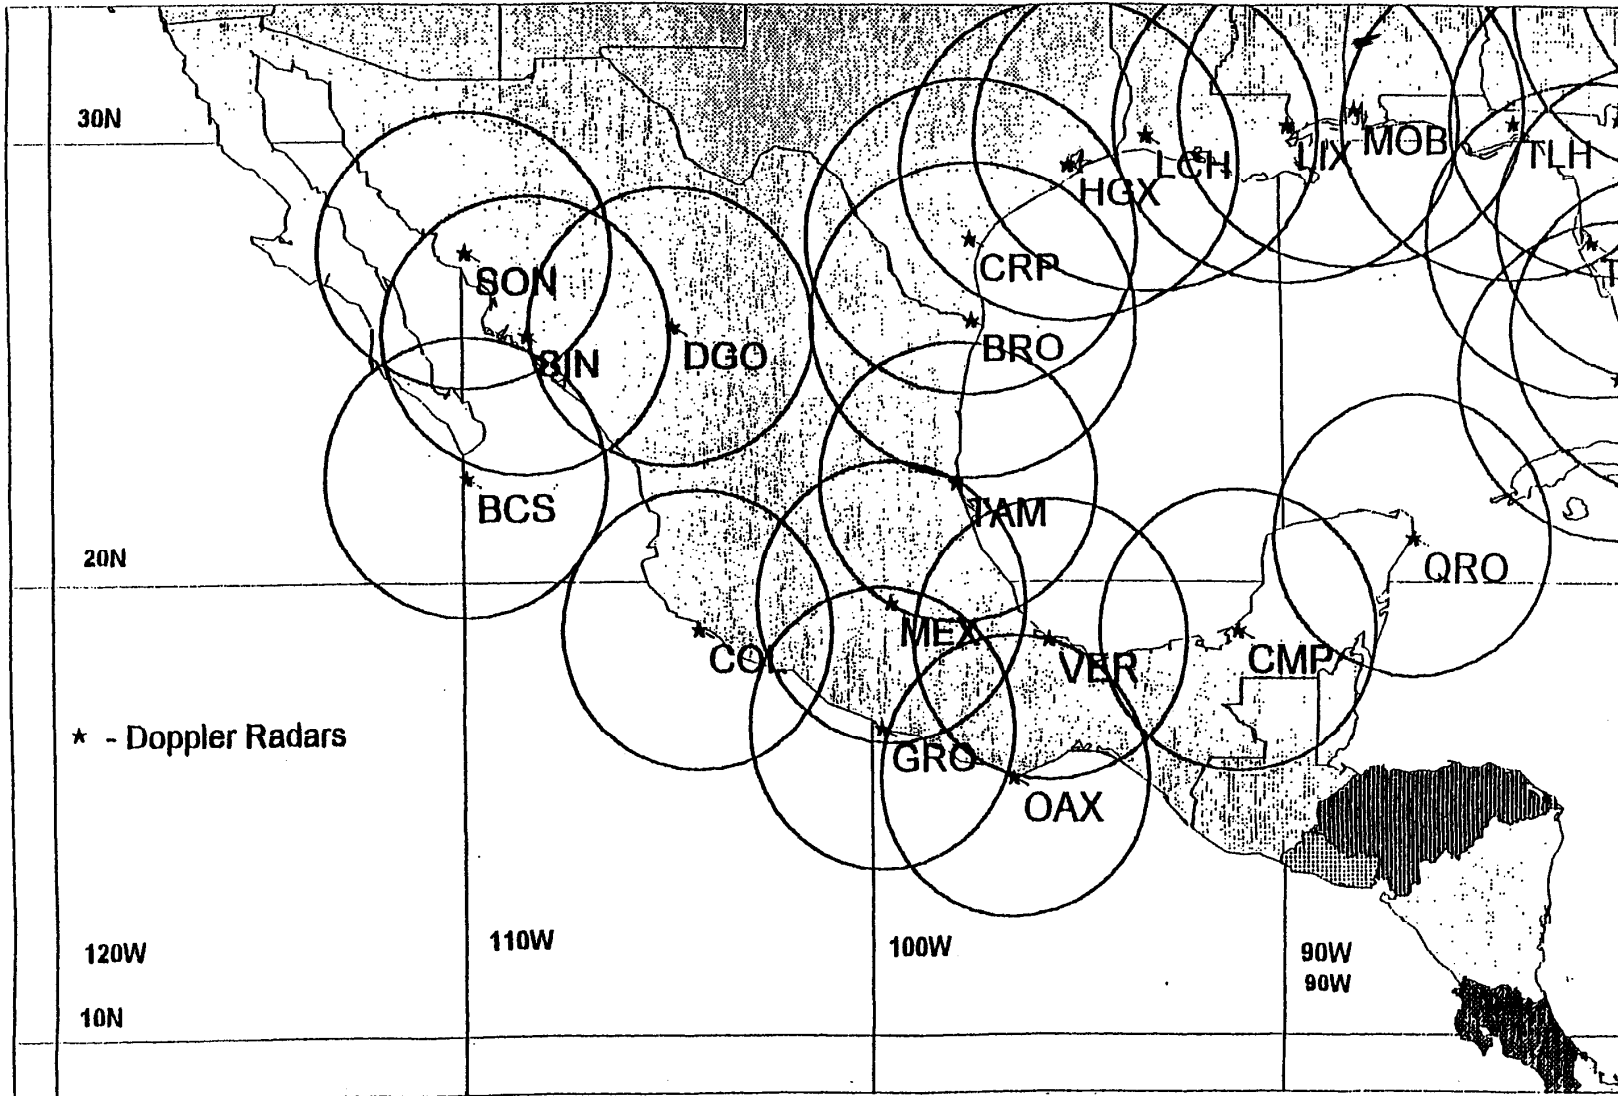 30N
MOB
LIX
TLH
LCH
HGX
SON
CRP
BRO
DGO
BCS
TAM
20N
QRO
MEX
COL
VER
CMP
★ - Doppler Radars
GRO
OAX
110W
100W
120W
90W
90W
10N